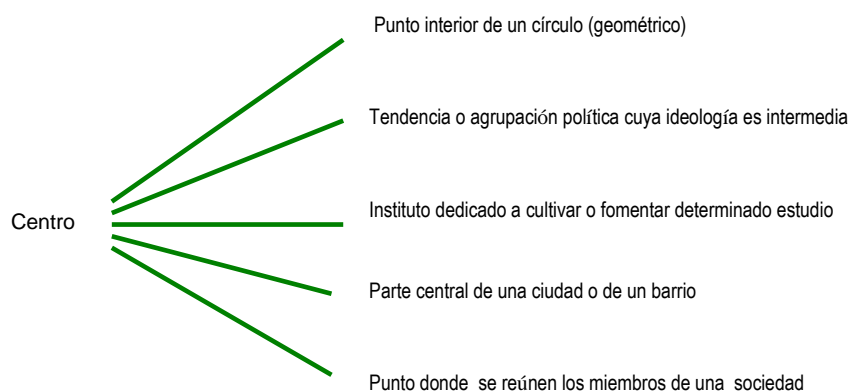 Punto interior de un círculo (geométrico)
Tendencia o agrupación política cuya ideología es intermedia
Centro
Instituto dedicado a cultivar o fomentar determinado estudio
Parte central de una ciudad o de un barrio
Punto donde se reúnen los miembros de una sociedad